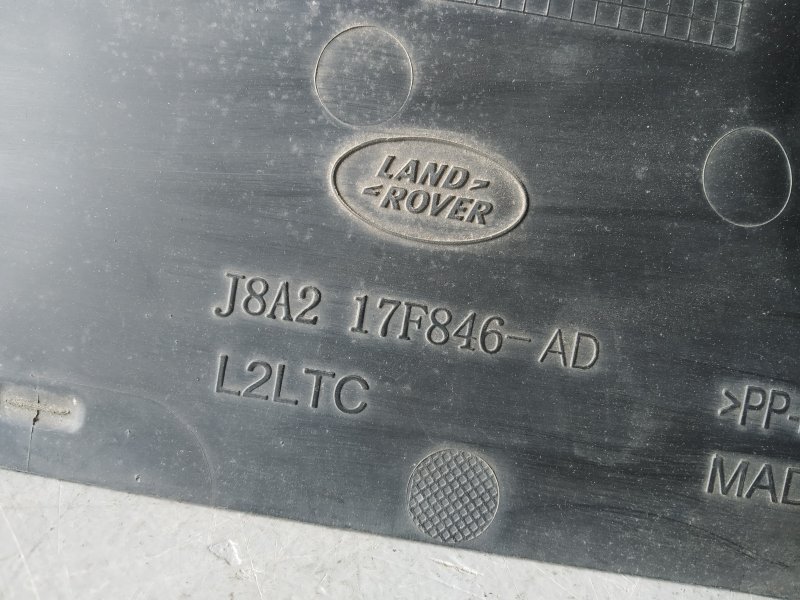 LAND
ROVER
J8A2 17F846-AD
L2LTC
>PP-
MAD